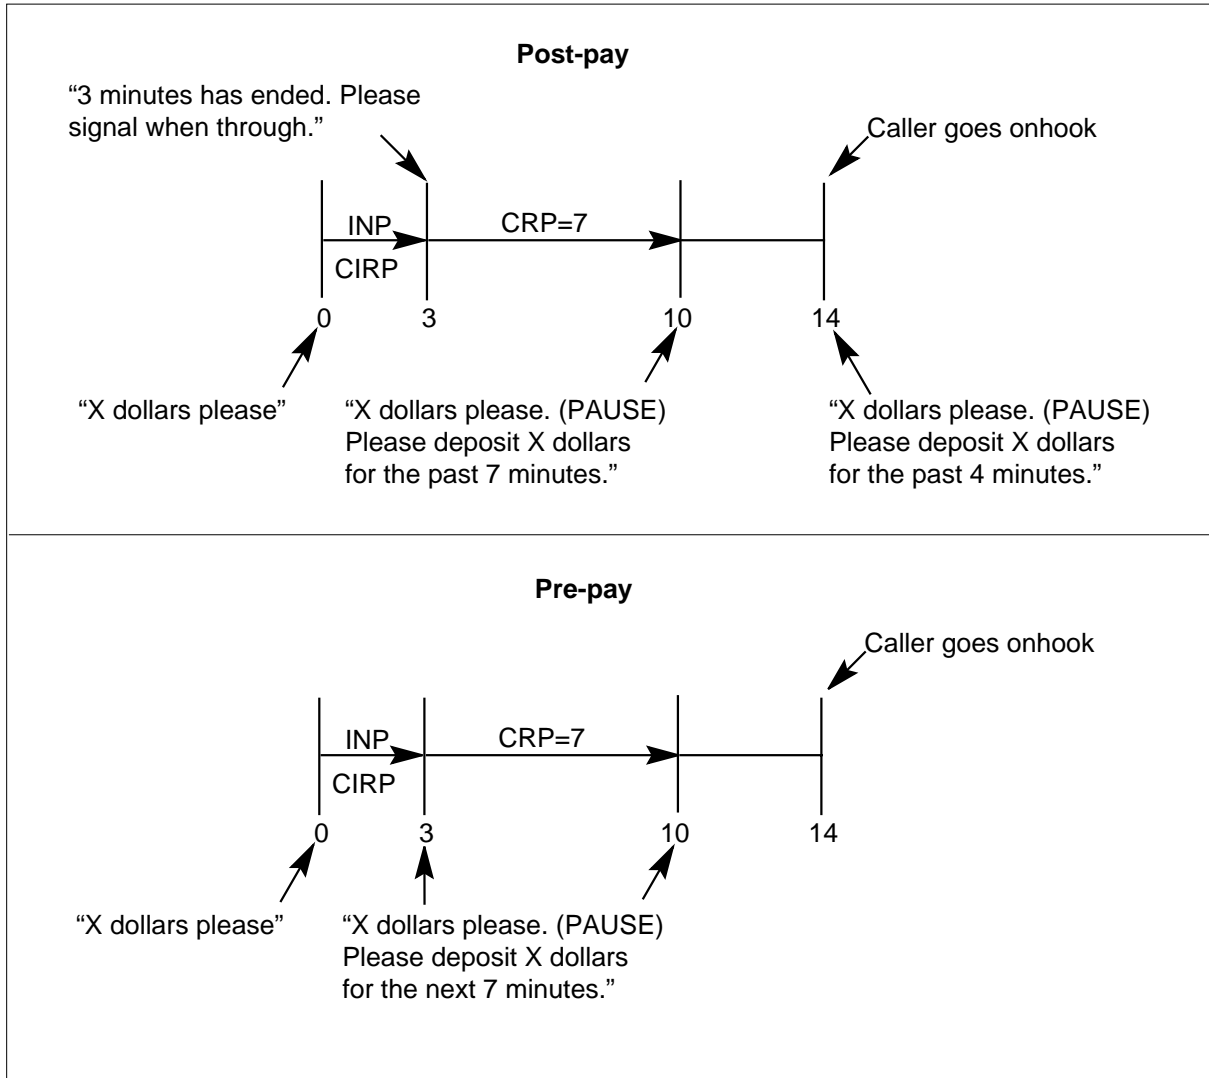 Post-pay
“3 minutes has ended. Please
signal when through.”
Caller goes onhook
INP
CRP=7
CIRP
0
3
10
14
“X dollars please”
“X dollars please. (PAUSE)
Please deposit X dollars
for the past 7 minutes.”
“X dollars please. (PAUSE)
Please deposit X dollars
for the past 4 minutes.”
Pre-pay
Caller goes onhook
INP
CRP=7
CIRP
0
3
10
14
“X dollars please”
“X dollars please. (PAUSE)
Please deposit X dollars
for the next 7 minutes.”